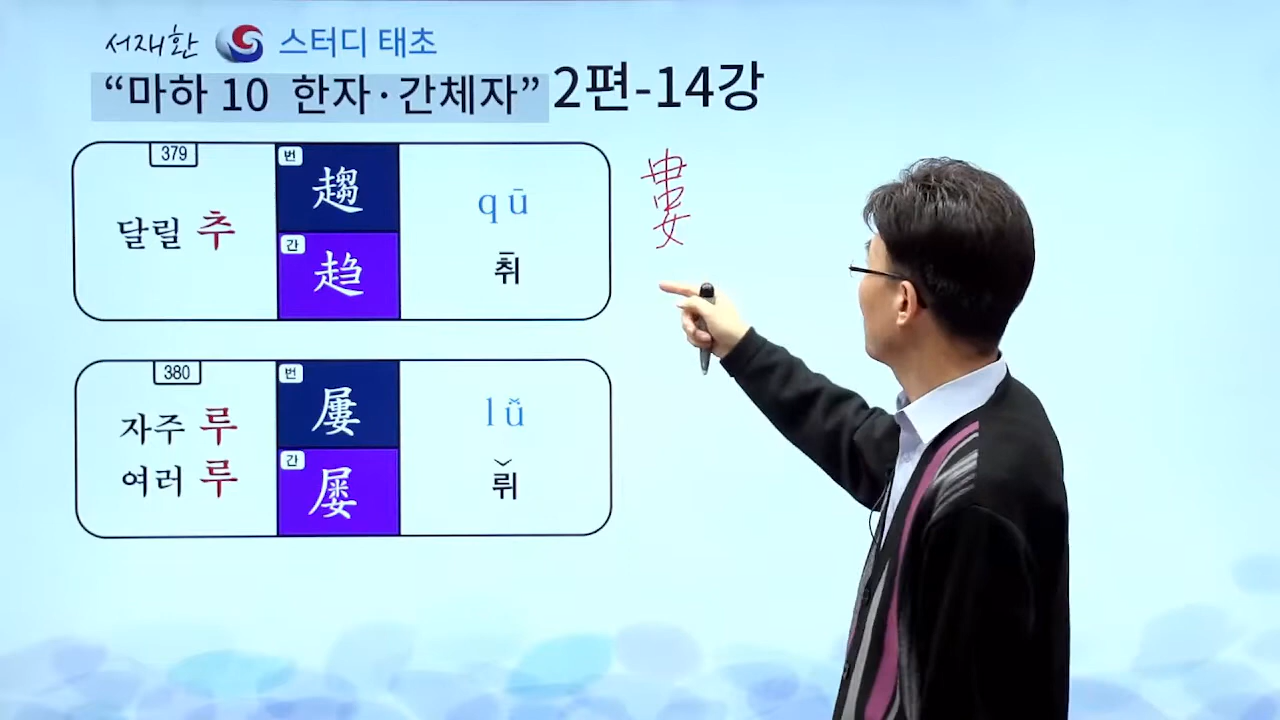 서재환 스터디 태초
“마하 10 한자·간체자” 2편-14강
379
달릴 추
번
趨
간
趋
qū
취
380
자주 루
여러 루
번
屢
간
屡
lǚ
뤼
婁